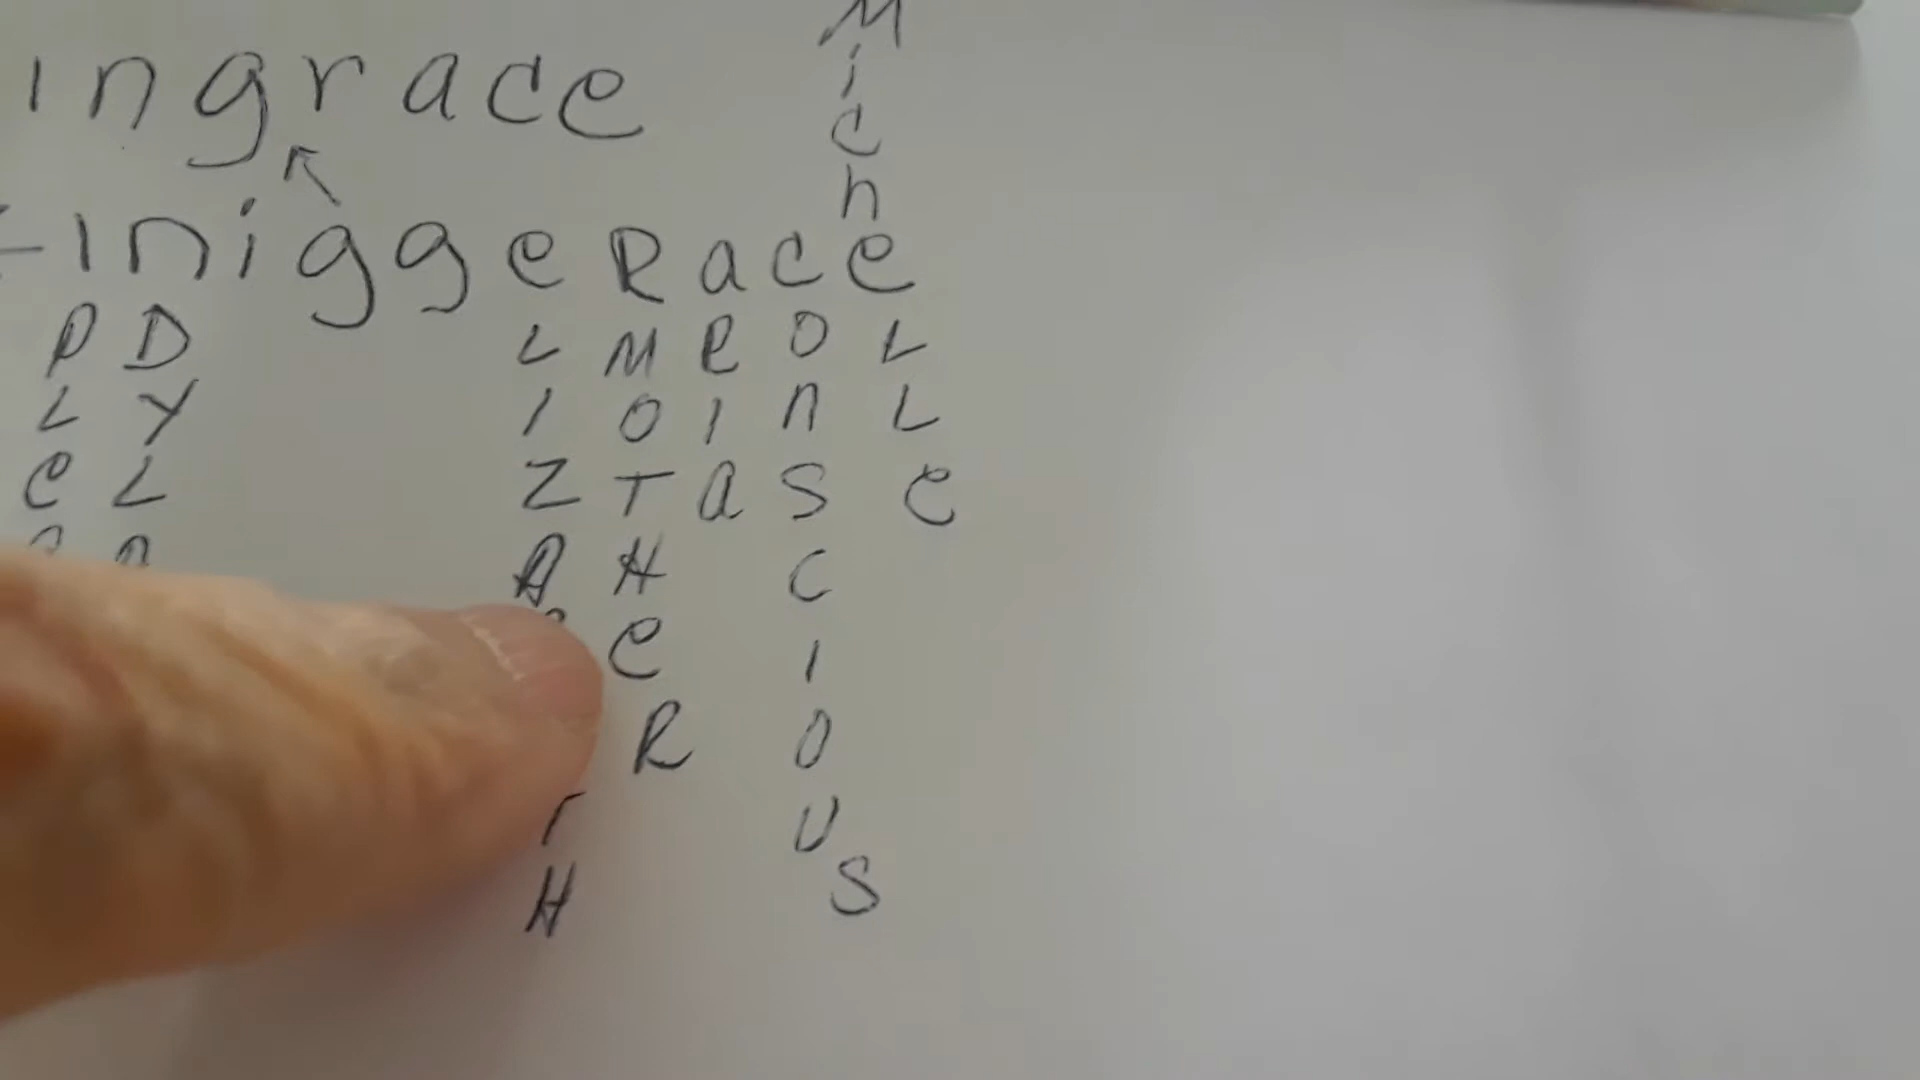 M
i
c
h
ingrace
iniggeRace
P D L M R O L
L Y I O I n L
e L Z T a S e
A H C
e I
R O
T U
H S